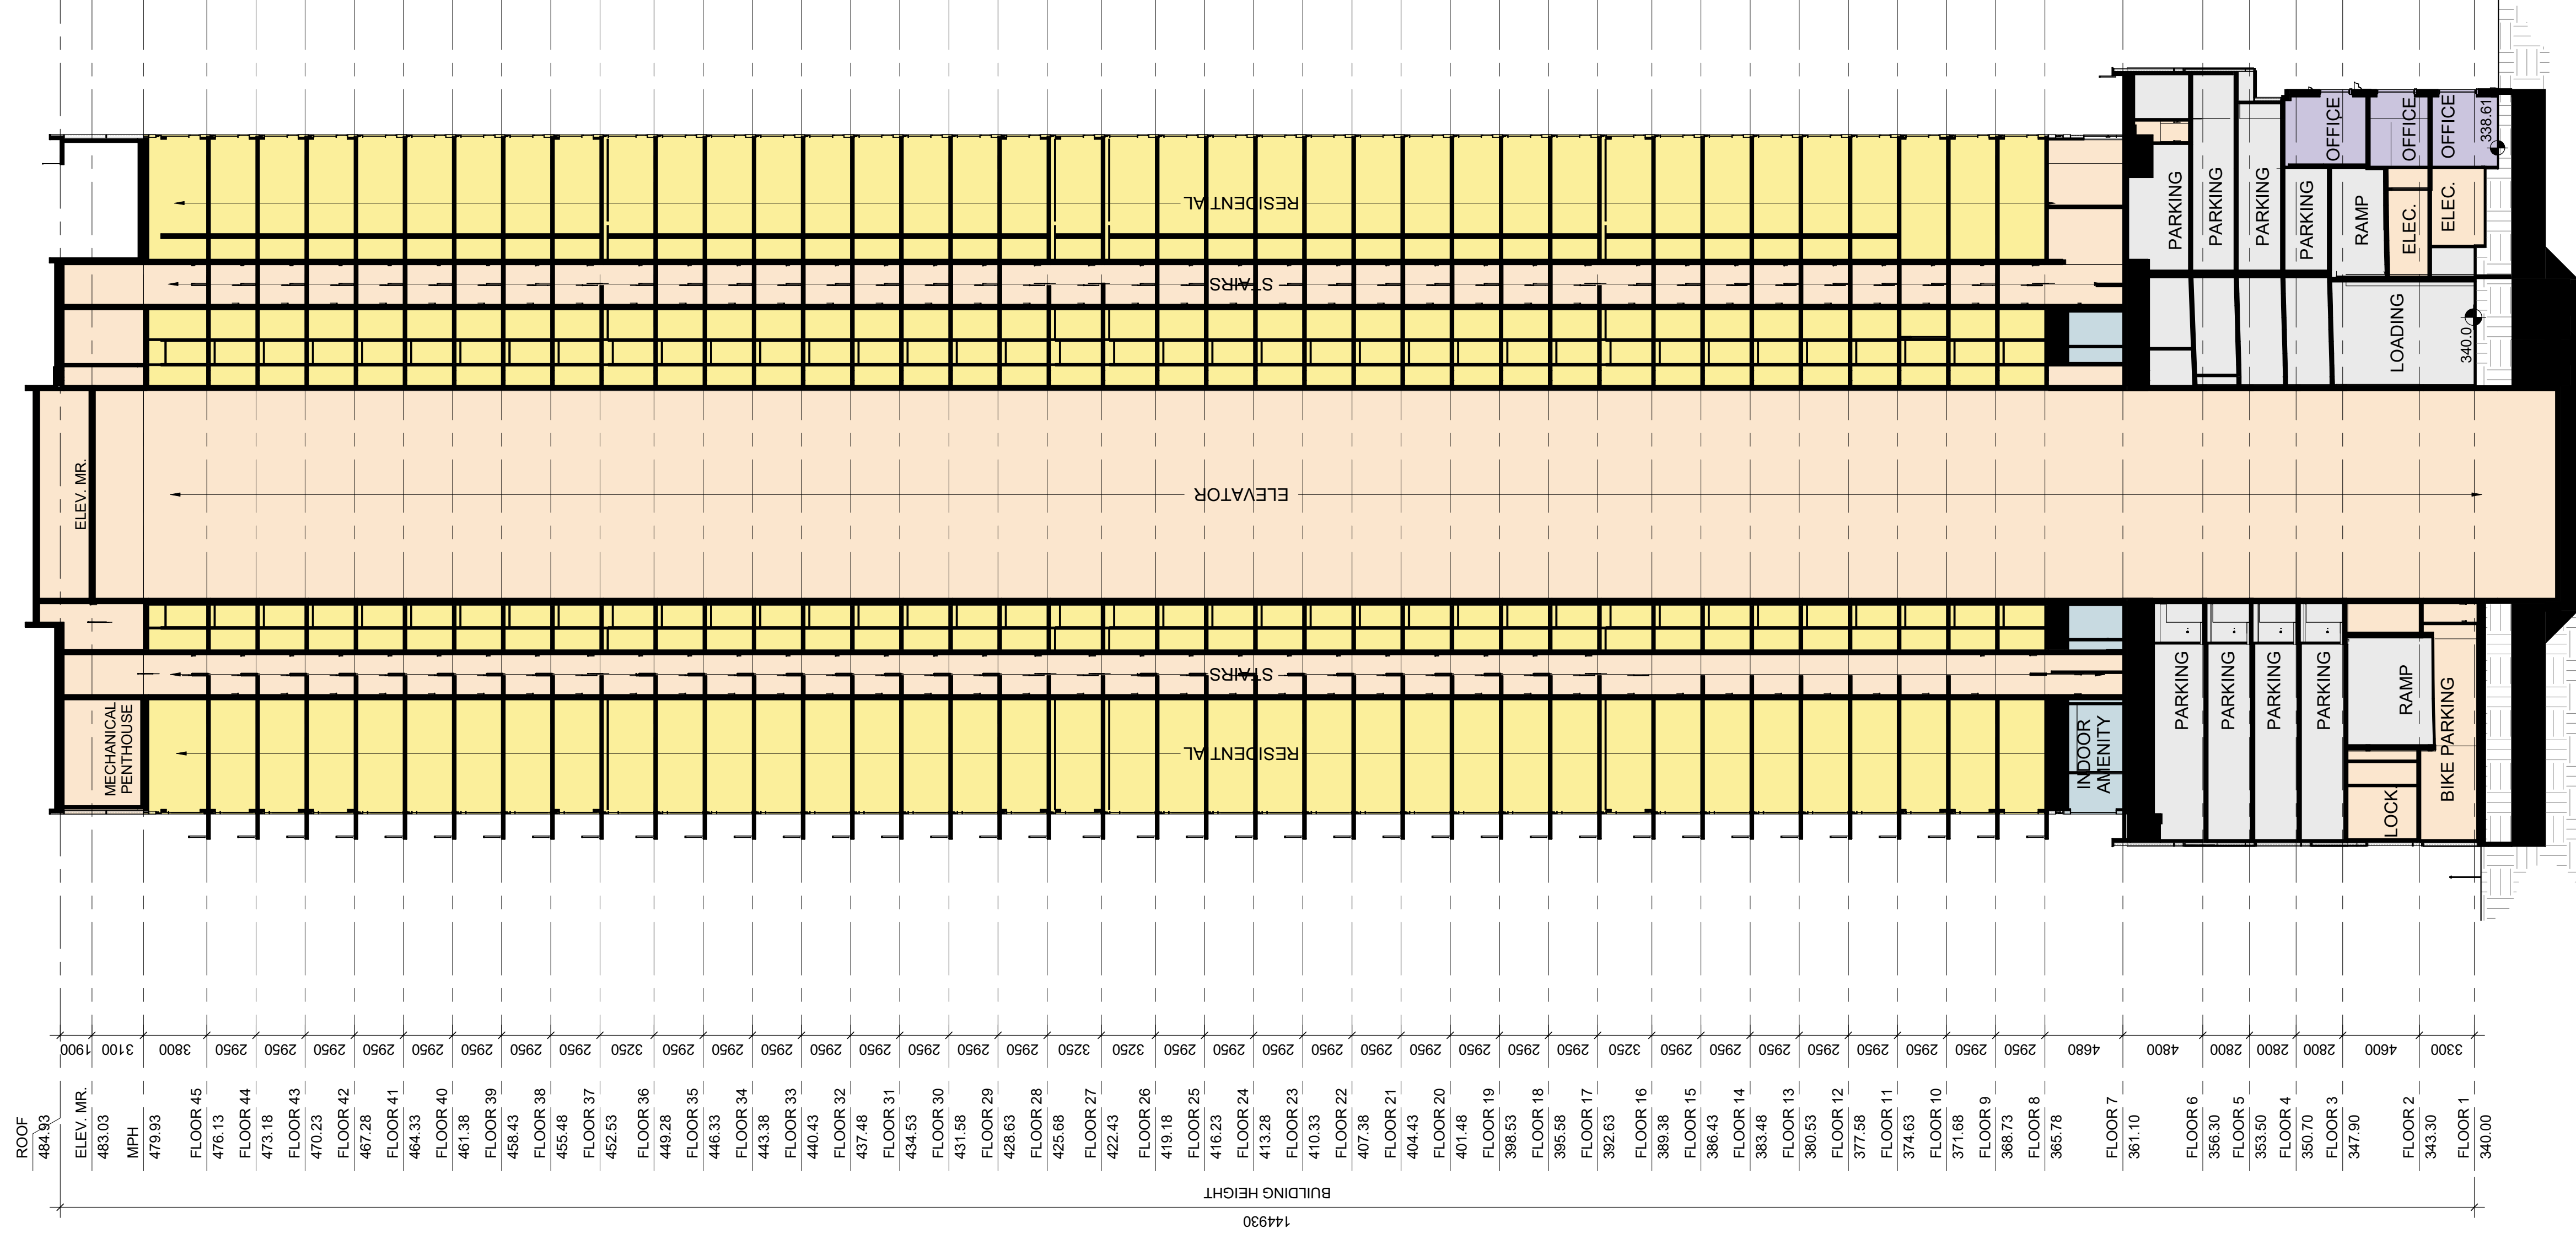 ROOF
484.93
ELEV. MR.
483.03
MPH
479.93
FLOOR 45
476.13
FLOOR 44
473.18
FLOOR 43
470.23
FLOOR 42
467.28
FLOOR 41
464.33
FLOOR 40
461.38
FLOOR 39
458.43
FLOOR 38
455.48
FLOOR 37
452.53
FLOOR 36
449.28
FLOOR 35
446.33
FLOOR 34
443.38
FLOOR 33
440.43
FLOOR 32
437.48
FLOOR 31
434.53
FLOOR 30
431.58
FLOOR 29
428.63
FLOOR 28
425.68
FLOOR 27
422.43
FLOOR 26
419.18
FLOOR 25
416.23
FLOOR 24
413.28
FLOOR 23
410.33
FLOOR 22
407.38
FLOOR 21
404.43
FLOOR 20
401.48
FLOOR 19
398.53
FLOOR 18
395.58
FLOOR 17
392.63
FLOOR 16
389.38
FLOOR 15
386.43
FLOOR 14
383.48
FLOOR 13
380.53
FLOOR 12
377.58
FLOOR 11
374.63
FLOOR 10
371.68
FLOOR 9
368.73
FLOOR 8
365.78
FLOOR 7
361.10
FLOOR 6
356.30
FLOOR 5
353.50
FLOOR 4
350.70
FLOOR 3
347.90
FLOOR 2
343.30
FLOOR 1
340.00
BUILDING HEIGHT
144930
1900
3100
3800
2950
2950
2950
2950
2950
2950
2950
2950
3250
2950
2950
2950
2950
2950
2950
2950
2950
3250
3250
2950
2950
2950
2950
2950
2950
2950
2950
3250
2950
2950
2950
2950
2950
2950
2950
2950
4680
4800
2800
2800
2800
4600
3300
ELEV. MR.
MECHANICAL
PENTHOUSE
RESIDENTIAL
STAIRS
ELEVATOR
STAIRS
RESIDENTIAL
INDOOR
AMENITY
PARKING
PARKING
PARKING
PARKING
RAMP
LOCK.
BIKE PARKING
PARKING
PARKING
PARKING
PARKING
RAMP
ELEC.
ELEC.
LOADING
340.0
OFFICE
OFFICE
OFFICE
338.61